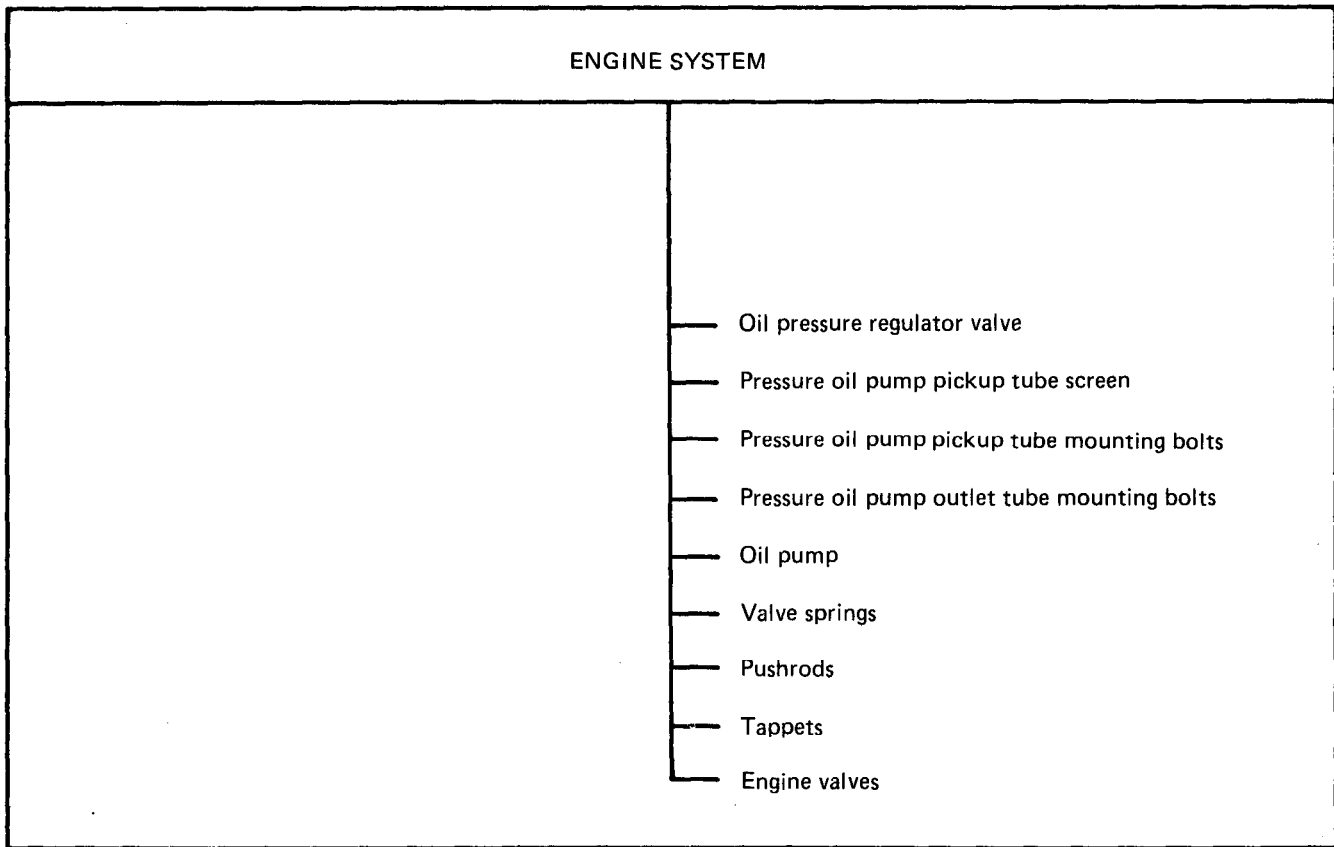 ENGINE SYSTEM
Oil pressure regulator valve
Pressure oil pump pickup tube screen
Pressure oil pump pickup tube mounting bolts
Pressure oil pump outlet tube mounting bolts
Oil pump
Valve springs
Pushrods
Tappets
Engine valves